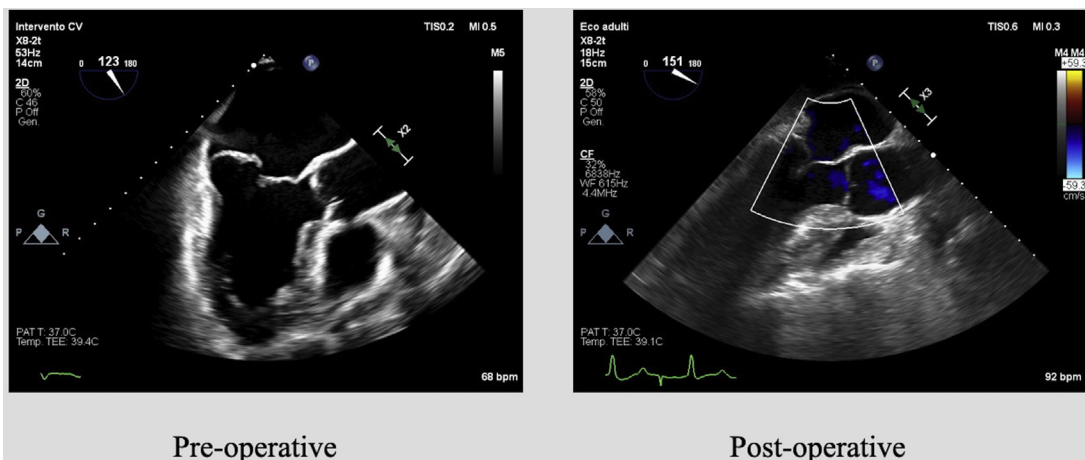 Intervento CV
TIS0.2 MI 0.5
X8-2t
53Hz
14cm
0 123 180
P
M5
2D
60%
C 46
P Off
Gen.
X2
G
P R
PAT T: 37.0C
Temp. TEE: 39.4C
68 bpm
Pre-operative
Eco adulti
TIS0.6 MI 0.3
X8-2t
18Hz
15cm
0 151 180
P
M4 M4
+59.3
2D
58%
C 50
P Off
Gen.
X3
CF
32%
6838Hz
WF 615Hz
4.4MHz
-59.3
cm/s
G
P R
PAT T: 37.0C
Temp. TEE: 39.1C
92 bpm
Post-operative